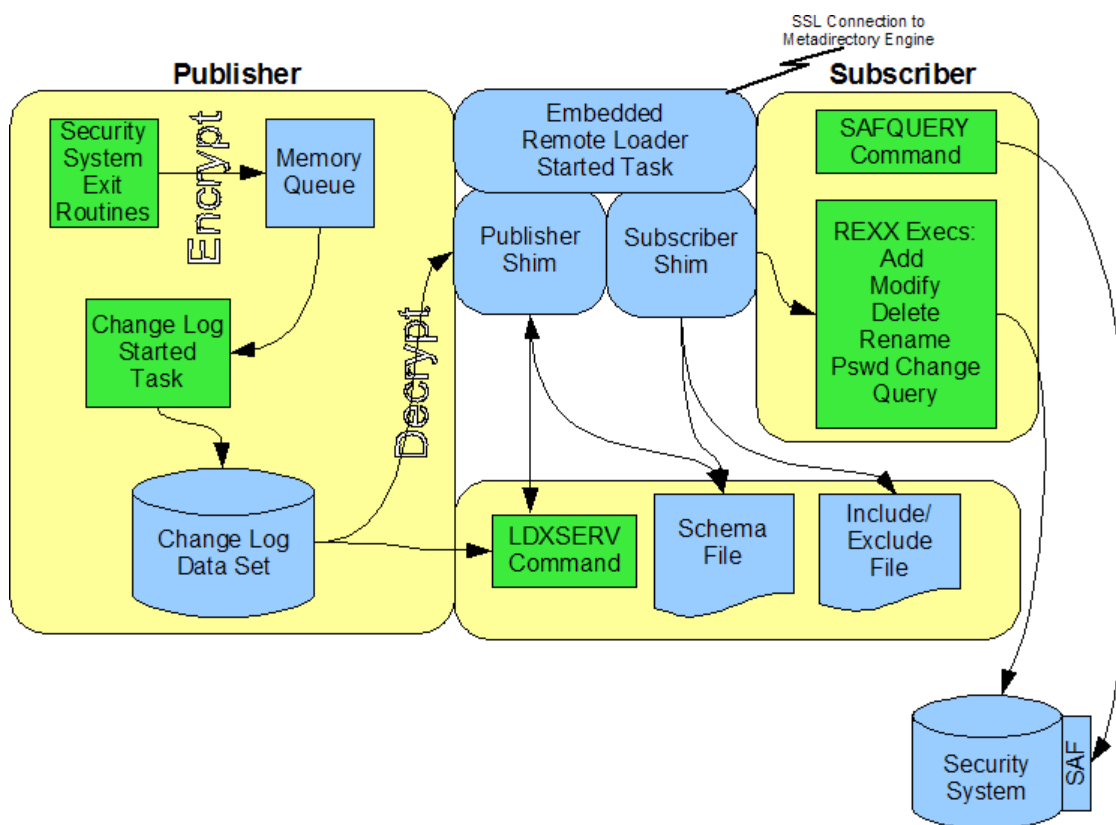 SSL Connection to
Metadirectory Engine
Publisher
Subscriber
Security
System
Exit
Routines
Encrypt
Memory
Queue
Change Log
Started
Task
Change Log
Data Set
Decrypt
Embedded
Remote Loader
Started Task
Publisher
Shim
Subscriber
Shim
SAFQUERY
Command
REXX Execs:
Add
Modify
Delete
Rename
Pswd Change
Query
LDXSERV
Command
Schema
File
Include/
Exclude
File
Security
System
SAF